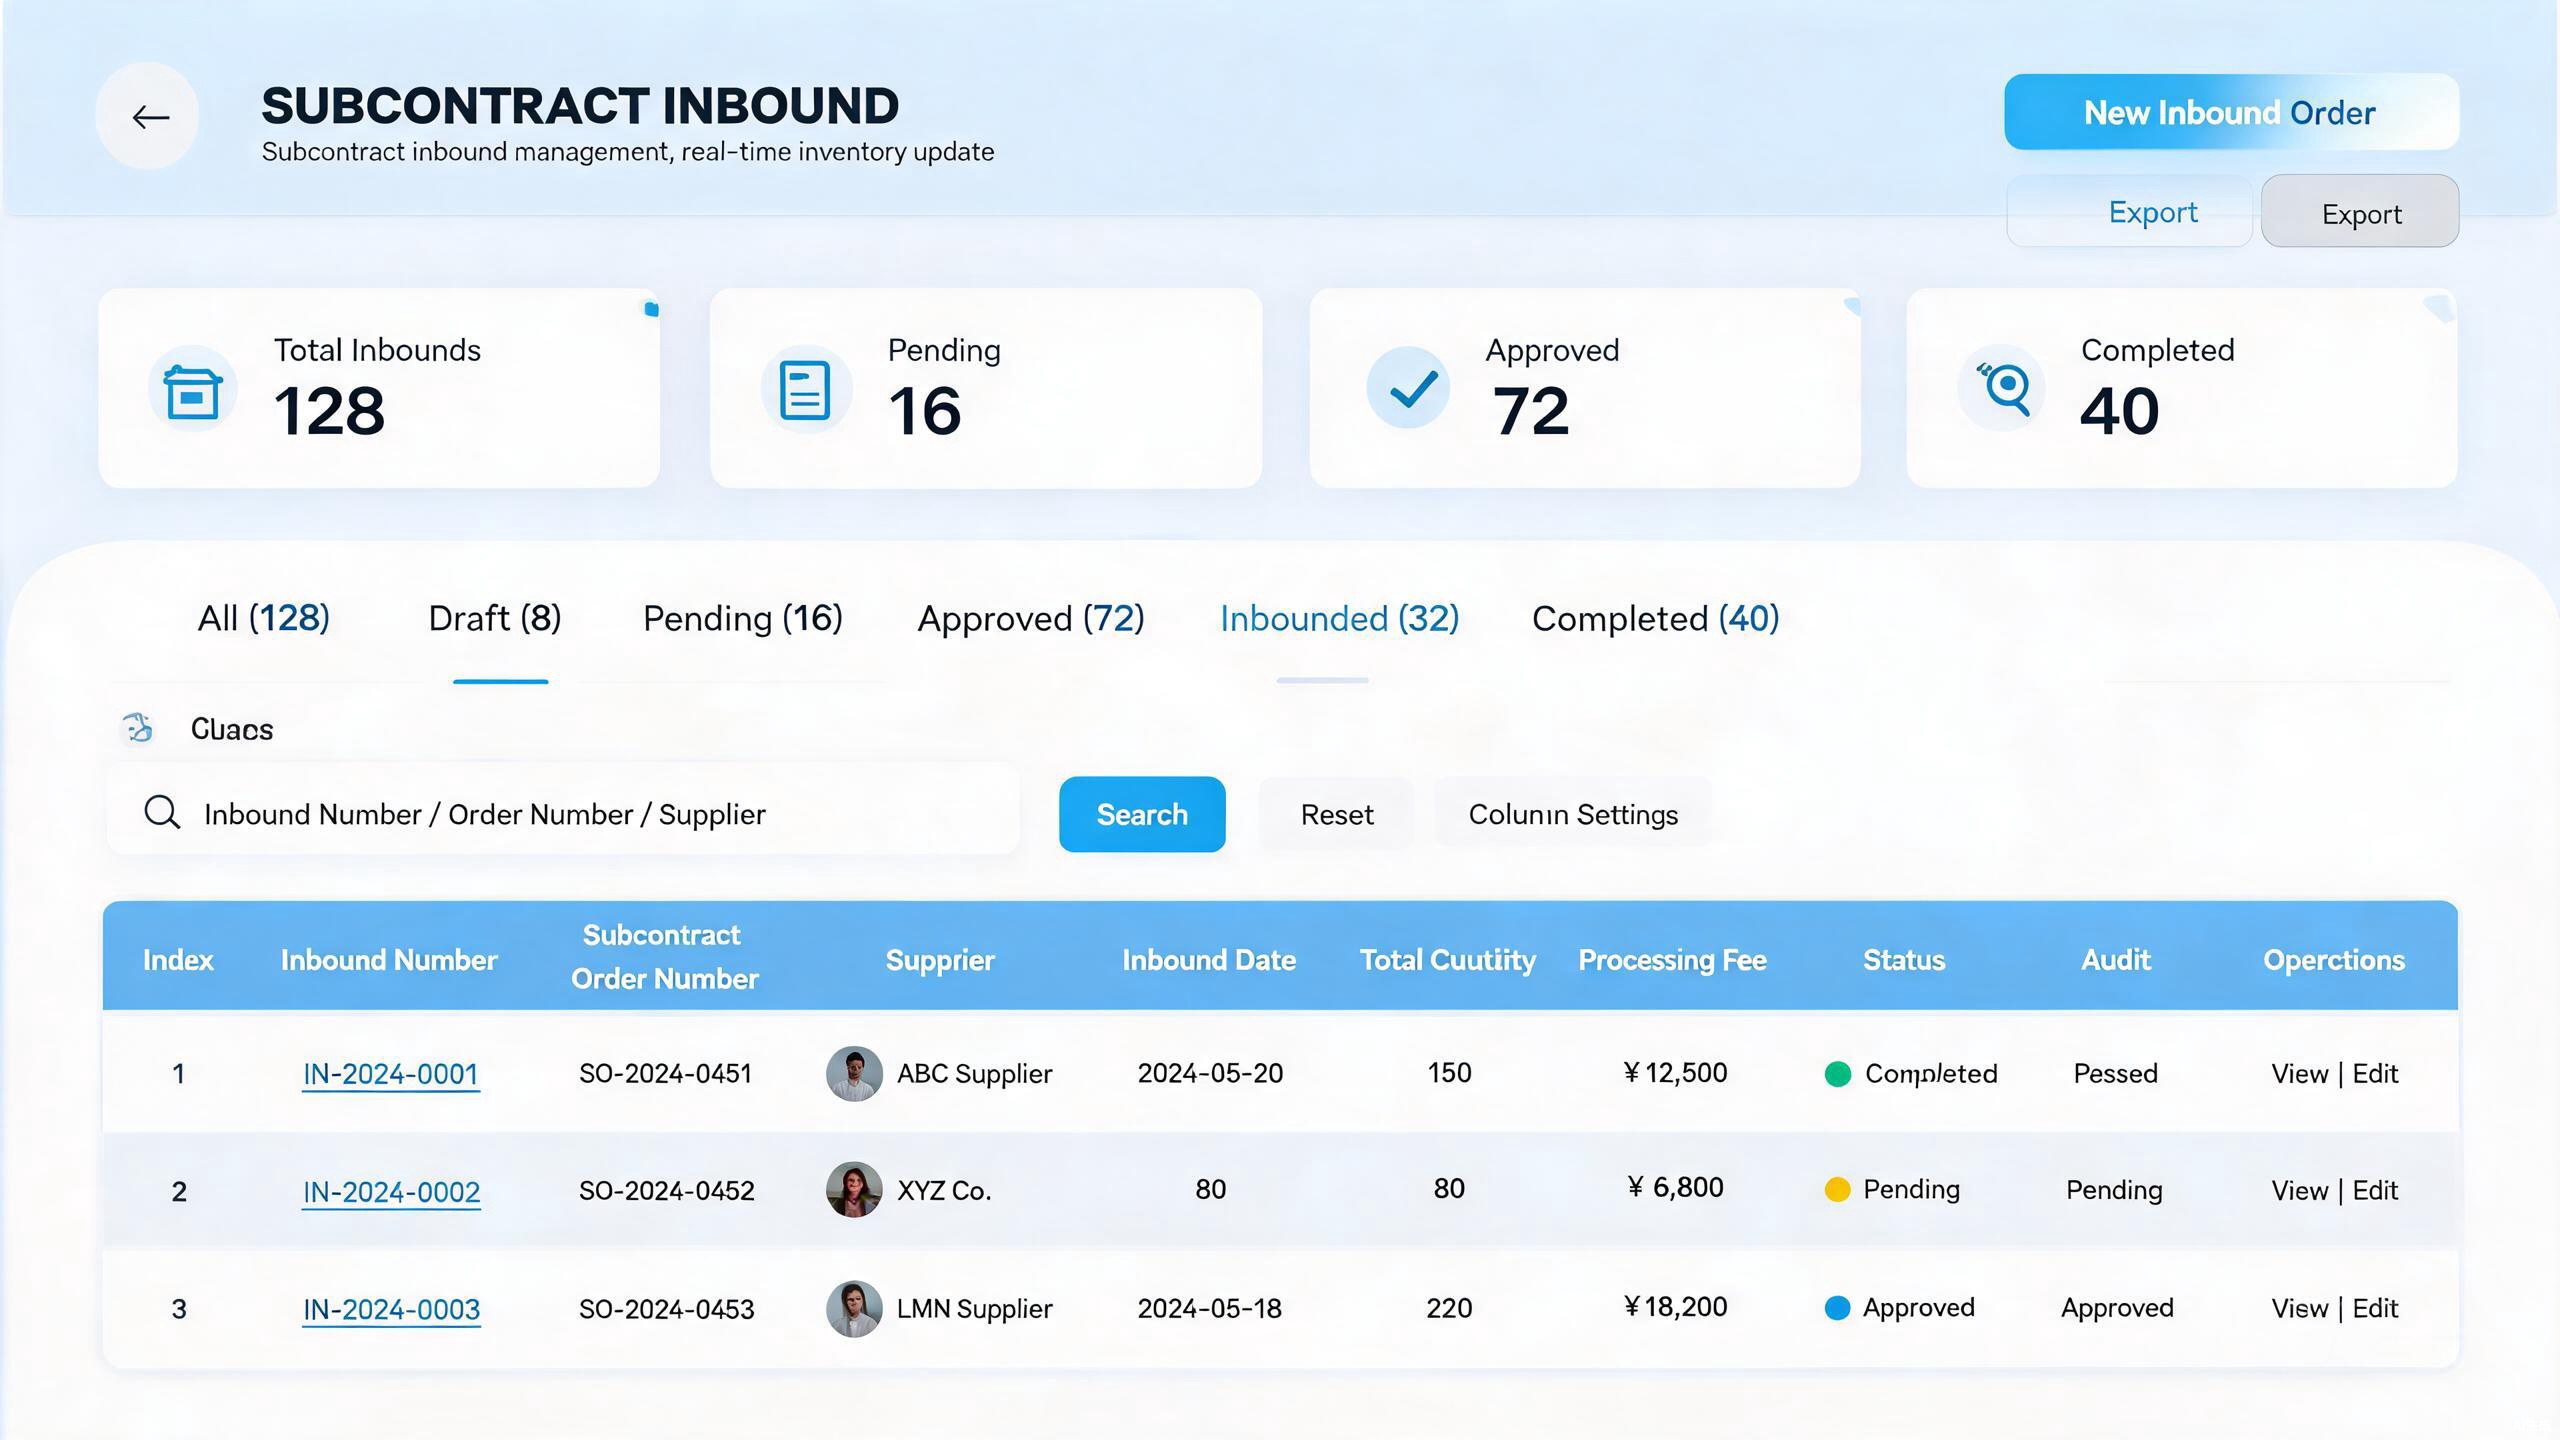 SUBCONTRACT INBOUND
Subcontract inbound management, real-time inventory update
New Inbound Order
Export
Export
Total Inbounds
128
Pending
16
Approved
72
Completed
40
All (128)
Draft (8)
Pending (16)
Approved (72)
Inbounded (32)
Completed (40)
Inbound Number / Order Number / Supplier
Search
Reset
Column Settings
Index
Inbound Number
Subcontract
Order Number
Supprier
Inbound Date
Total Cuutiity
Processing Fee
Status
Audit
Operctions
1 IN-2024-0001 SO-2024-0451 ABC Supplier 2024-05-20 150 ¥12,500 Completed Pessed View | Edit
2 IN-2024-0002 SO-2024-0452 XYZ Co. 80 80 ¥ 6,800 Pending Pending View | Edit
3 IN-2024-0003 SO-2024-0453 LMN Supplier 2024-05-18 220 ¥18,200 Approved Approved View | Edit